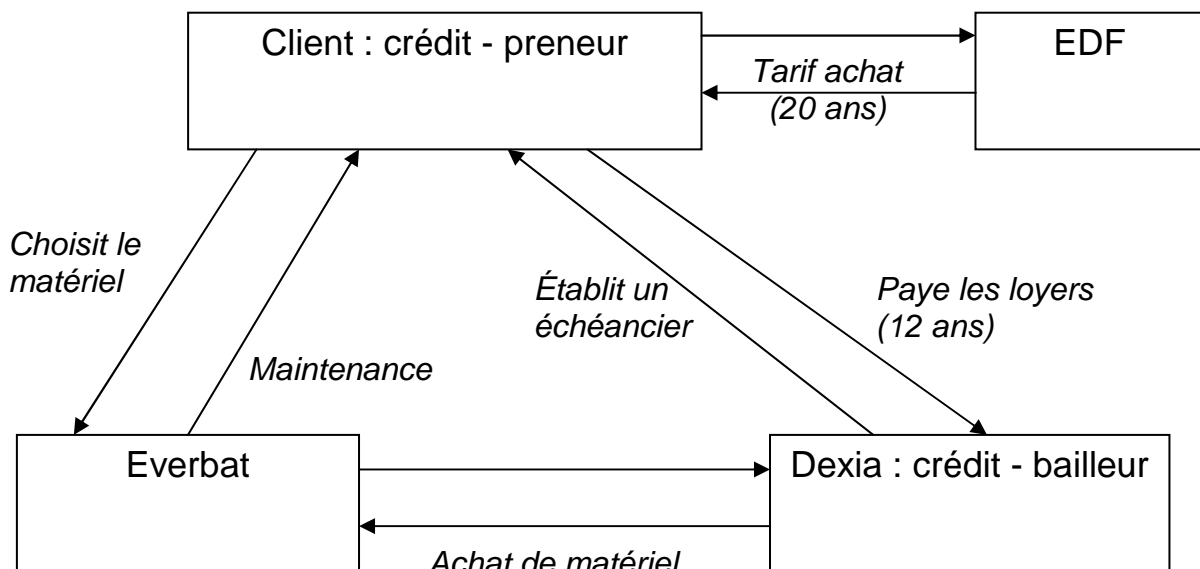 Client : crédit - preneur
EDF
Tarif achat
(20 ans)
Choisit le
matériel
Établit un
échéancier
Paye les loyers
(12 ans)
Maintenance
Everbat
Dexia : crédit - bailleur
Achat de matériel